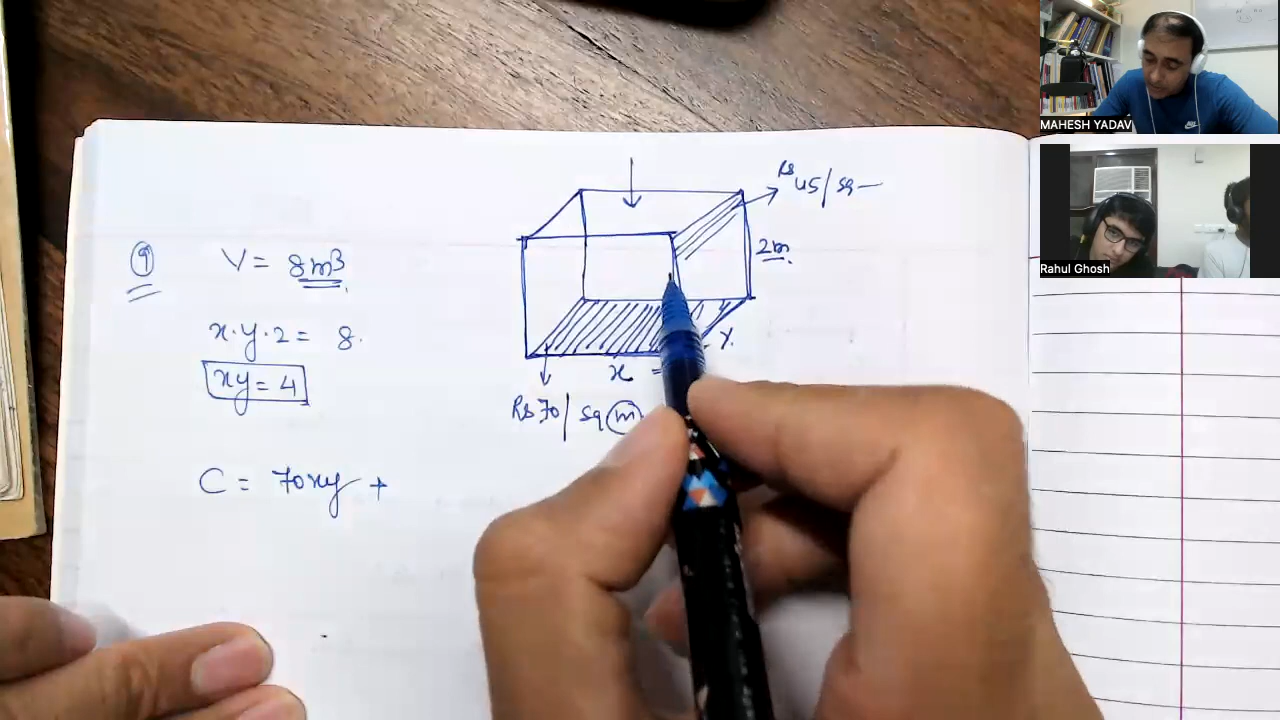 MAHESH YADAV
Rahul Ghosh
9
V = 8m3
x.y.2 = 8.
xy = 4
C = 70xy +
Rs 45/sq
2m.
y.
x =
Rs 70/sq m